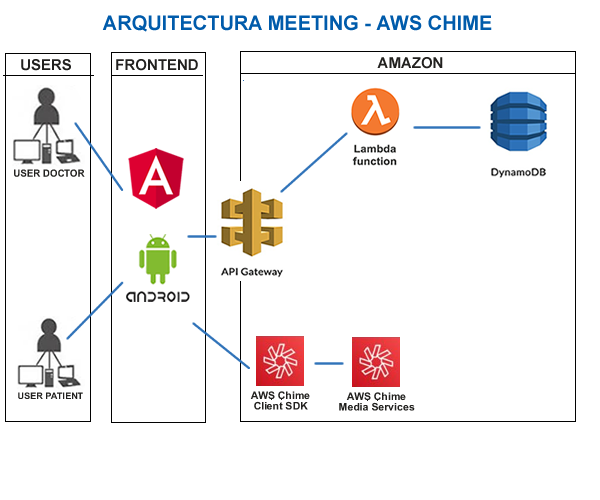 ARQUITECTURA MEETING - AWS CHIME
USERS
FRONTEND
AMAZON
USER DOCTOR
A
ANDROID
USER PATIENT
API Gateway
λ
Lambda
function
DynamoDB
AWS Chime
Client SDK
AWS Chime
Media Services